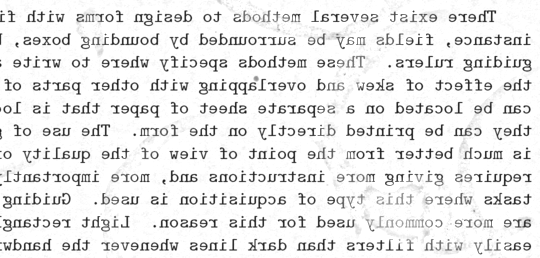 There exist several methods to design forms with fi
instance, fields may be surrounded by bounding boxes,
guiding rulers. These methods specify where to write
the effect of skew and overlapping with other parts of
can be located on a separate sheet of paper that is loc
they can be printed directly on the form. The use of
is much better from the point of view of the quality o
requires giving more instructions and, more importantly
tasks where this type of acquisition is used. Guiding
are more commonly used for this reason. Light rectangl
easily with filters than dark lines whenever the handw